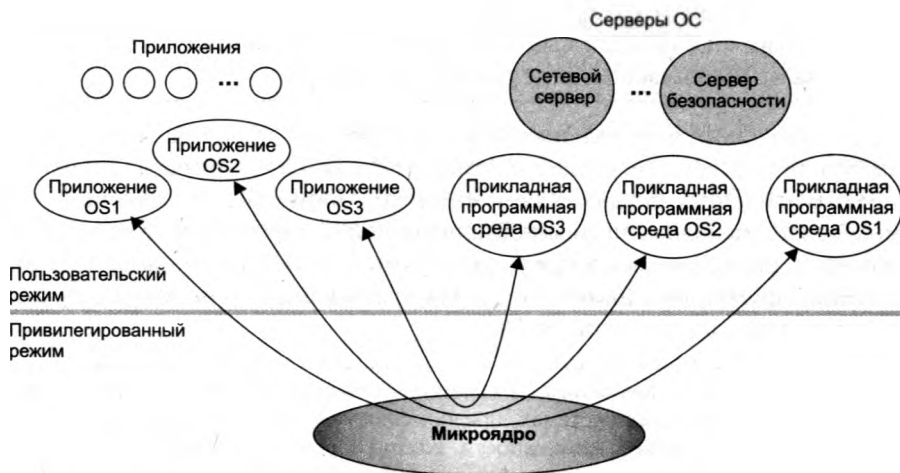 Серверы ОС
Приложения
...
Сетевой
сервер
...
Сервер
безопасности
Приложение
OS2
Приложение
OS1
Приложение
OS3
Прикладная
программная
среда OS3
Прикладная
программная
среда OS2
Прикладная
программная
среда OS1
Пользовательский
режим
Привилегированный
режим
Микроядро